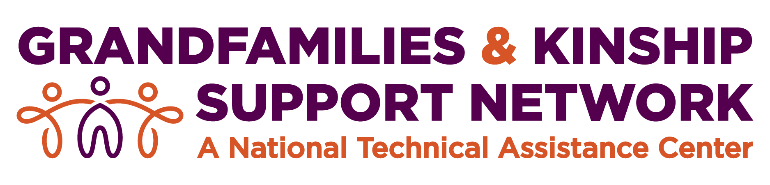 GRANDFAMILIES & KINSHIP
SUPPORT NETWORK
A National Technical Assistance Center